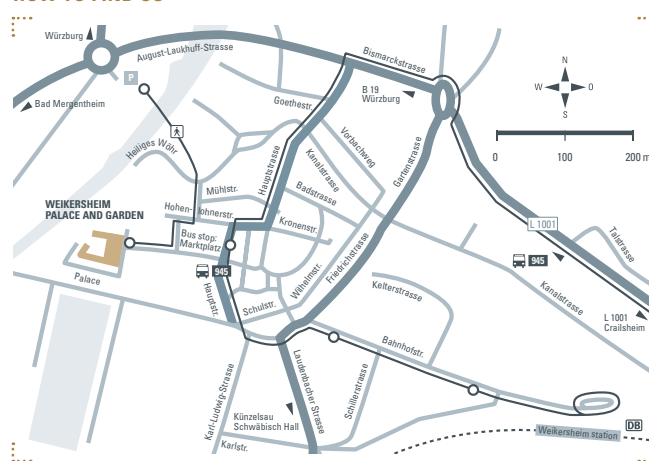 Würzburg
August-Laukhuff-Strasse
Bismarckstrasse
P
Bad Mergentheim
B 19
Würzburg
N
W
O
S
0
100
200 m
Goethestr.
Heiliges Wöhr
Vorbachweg
Kanalstrasse
Gartenstrasse
Hauptstrasse
Mühlstr.
Badstrasse
WEIKERSHEIM
PALACE AND GARDEN
Hohen-
lohnerstr.
Kronenstr.
Bus stop:
Marktplatz
L 1001
Talstrasse
945
945
Palace
Hauptstr.
Wilhelmstr.
Friedrichstrasse
Kelterstrasse
Kanalstrasse
Schulstr.
L 1001
Crailsheim
Bahnhofstr.
Karl-Ludwig-Strasse
Laudenbacher Strasse
Schillerstrasse
Künzelsau
Schwäbisch Hall
Karlstr.
Weikersheim station
DB